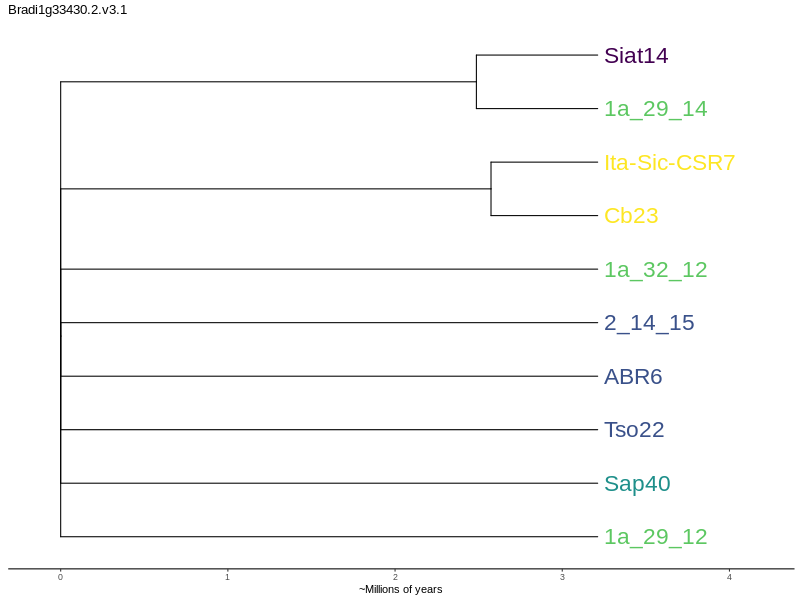 Bradi1g33430.2.v3.1
Siat14
1a_29_14
Ita-Sic-CSR7
Cb23
1a_32_12
2_14_15
ABR6
Tso22
Sap40
1a_29_12
0 1 2 3 4
~Millions of years